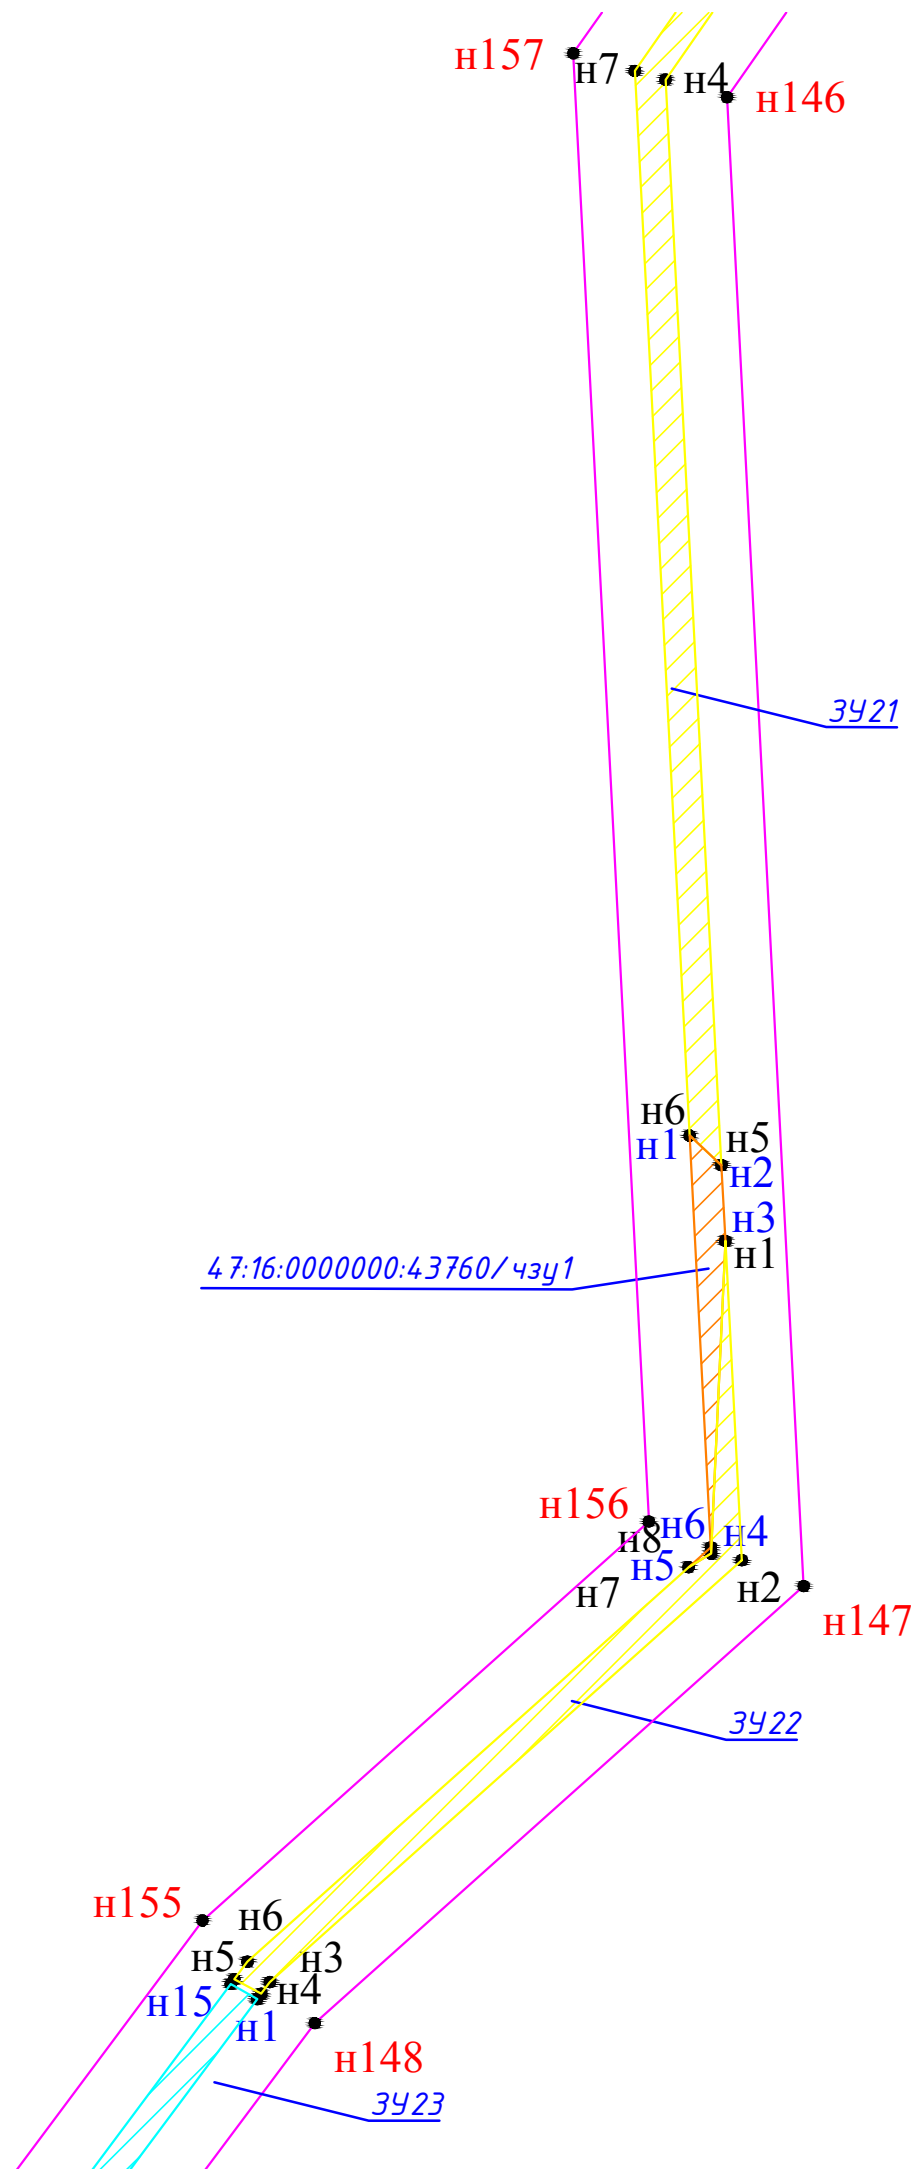 н157
н7
н4
н146
ЗУ21
н6
н1
н5
н2
н3
н1
47:16:0000000:43760/чзу1
н156
н8
н6
н4
н5
н7
н2
н147
ЗУ22
н155
н6
н5
н3
н15
н4
н1
н148
ЗУ23